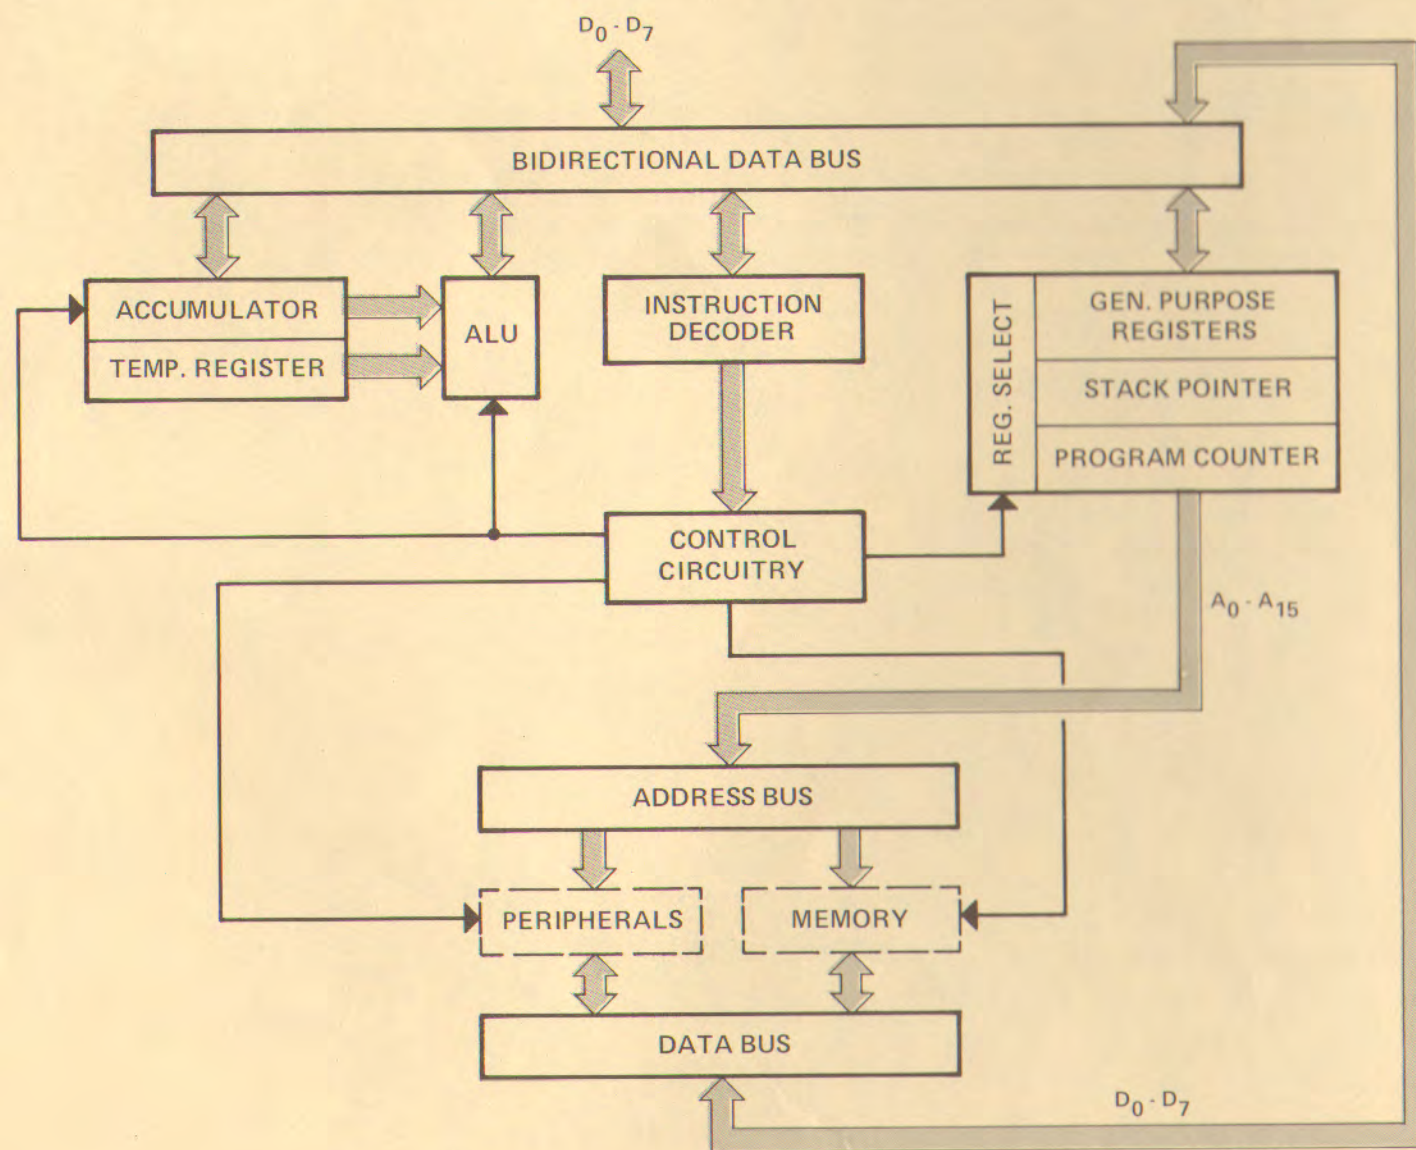 D0 - D7
BIDIRECTIONAL DATA BUS
ACCUMULATOR
TEMP. REGISTER
ALU
INSTRUCTION
DECODER
REG. SELECT
GEN. PURPOSE
REGISTERS
STACK POINTER
PROGRAM COUNTER
CONTROL
CIRCUITRY
A0 - A15
ADDRESS BUS
PERIPHERALS
MEMORY
DATA BUS
D0 - D7